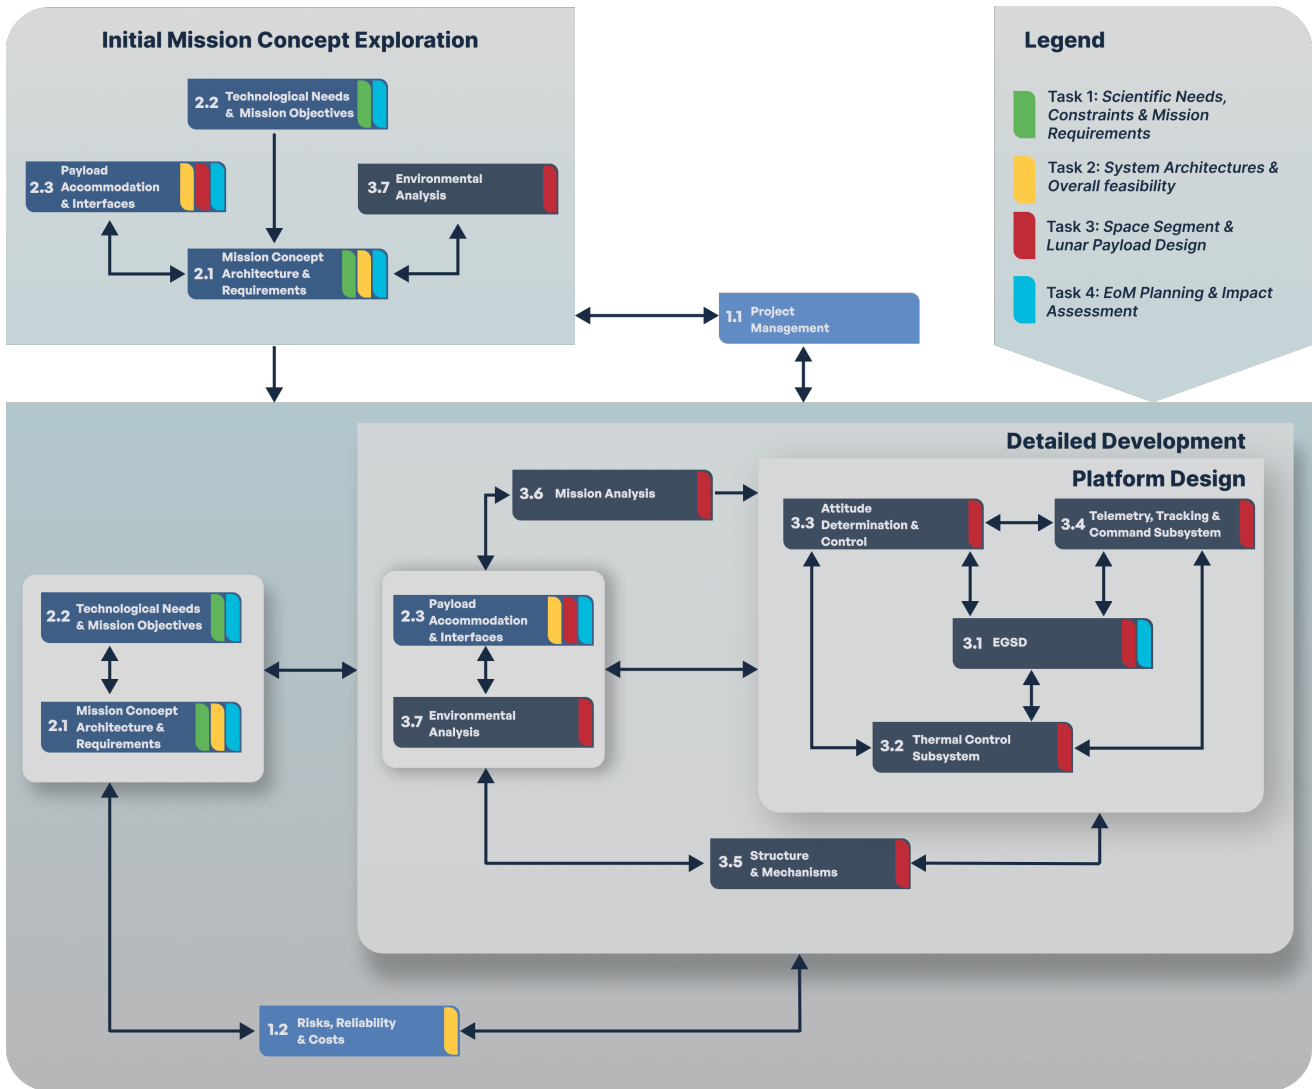 Initial Mission Concept Exploration
2.2 Technological Needs
& Mission Objectives
2.3 Payload
Accommodation
& Interfaces
3.7 Environmental
Analysis
2.1 Mission Concept
Architecture &
Requirements
1.1 Project
Management
Legend
Task 1: Scientific Needs,
Constraints & Mission
Requirements
Task 2: System Architectures &
Overall feasibility
Task 3: Space Segment &
Lunar Payload Design
Task 4: EoM Planning & Impact
Assessment
Detailed Development
Platform Design
3.6 Mission Analysis
3.3 Attitude
Determination &
Control
3.4 Telemetry, Tracking &
Command Subsystem
2.2 Technological Needs
& Mission Objectives
2.1 Mission Concept
Architecture &
Requirements
2.3 Payload
Accommodation
& Interfaces
3.7 Environmental
Analysis
3.1 EGSD
3.2 Thermal Control
Subsystem
3.5 Structure
& Mechanisms
1.2 Risks, Reliability
& Costs